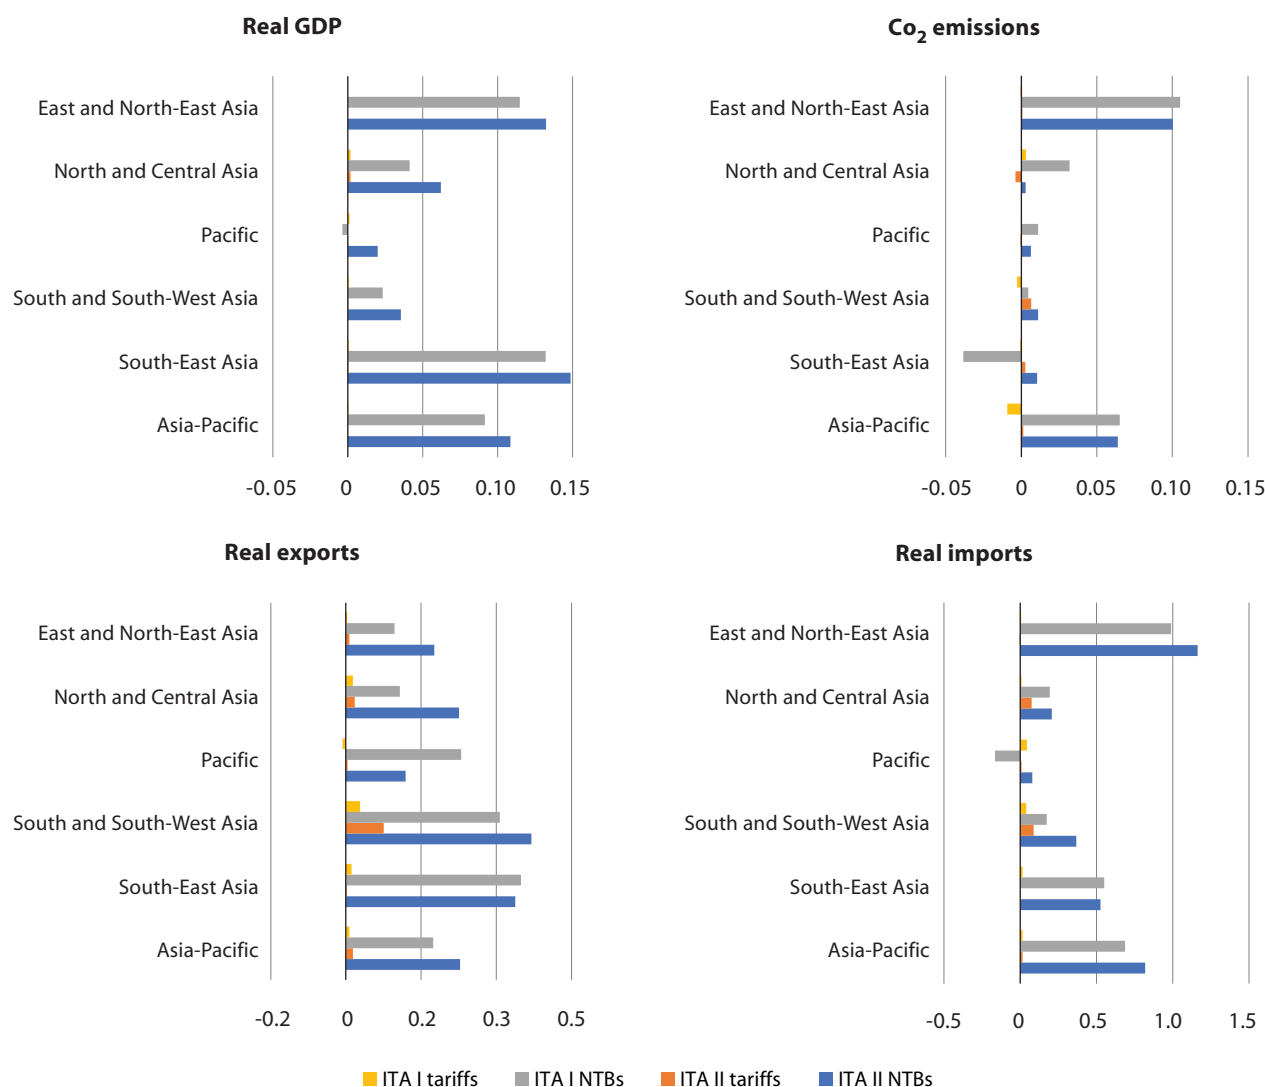 Real GDP
East and North-East Asia
North and Central Asia
Pacific
South and South-West Asia
South-East Asia
Asia-Pacific
-0.05 0 0.05 0.10 0.15
Co2 emissions
East and North-East Asia
North and Central Asia
Pacific
South and South-West Asia
South-East Asia
Asia-Pacific
-0.05 0 0.05 0.10 0.15
Real exports
East and North-East Asia
North and Central Asia
Pacific
South and South-West Asia
South-East Asia
Asia-Pacific
-0.2 0 0.2 0.3 0.5
Real imports
East and North-East Asia
North and Central Asia
Pacific
South and South-West Asia
South-East Asia
Asia-Pacific
-0.5 0 0.5 1.0 1.5
ITA I tariffs ITA I NTBs ITA II tariffs ITA II NTBs